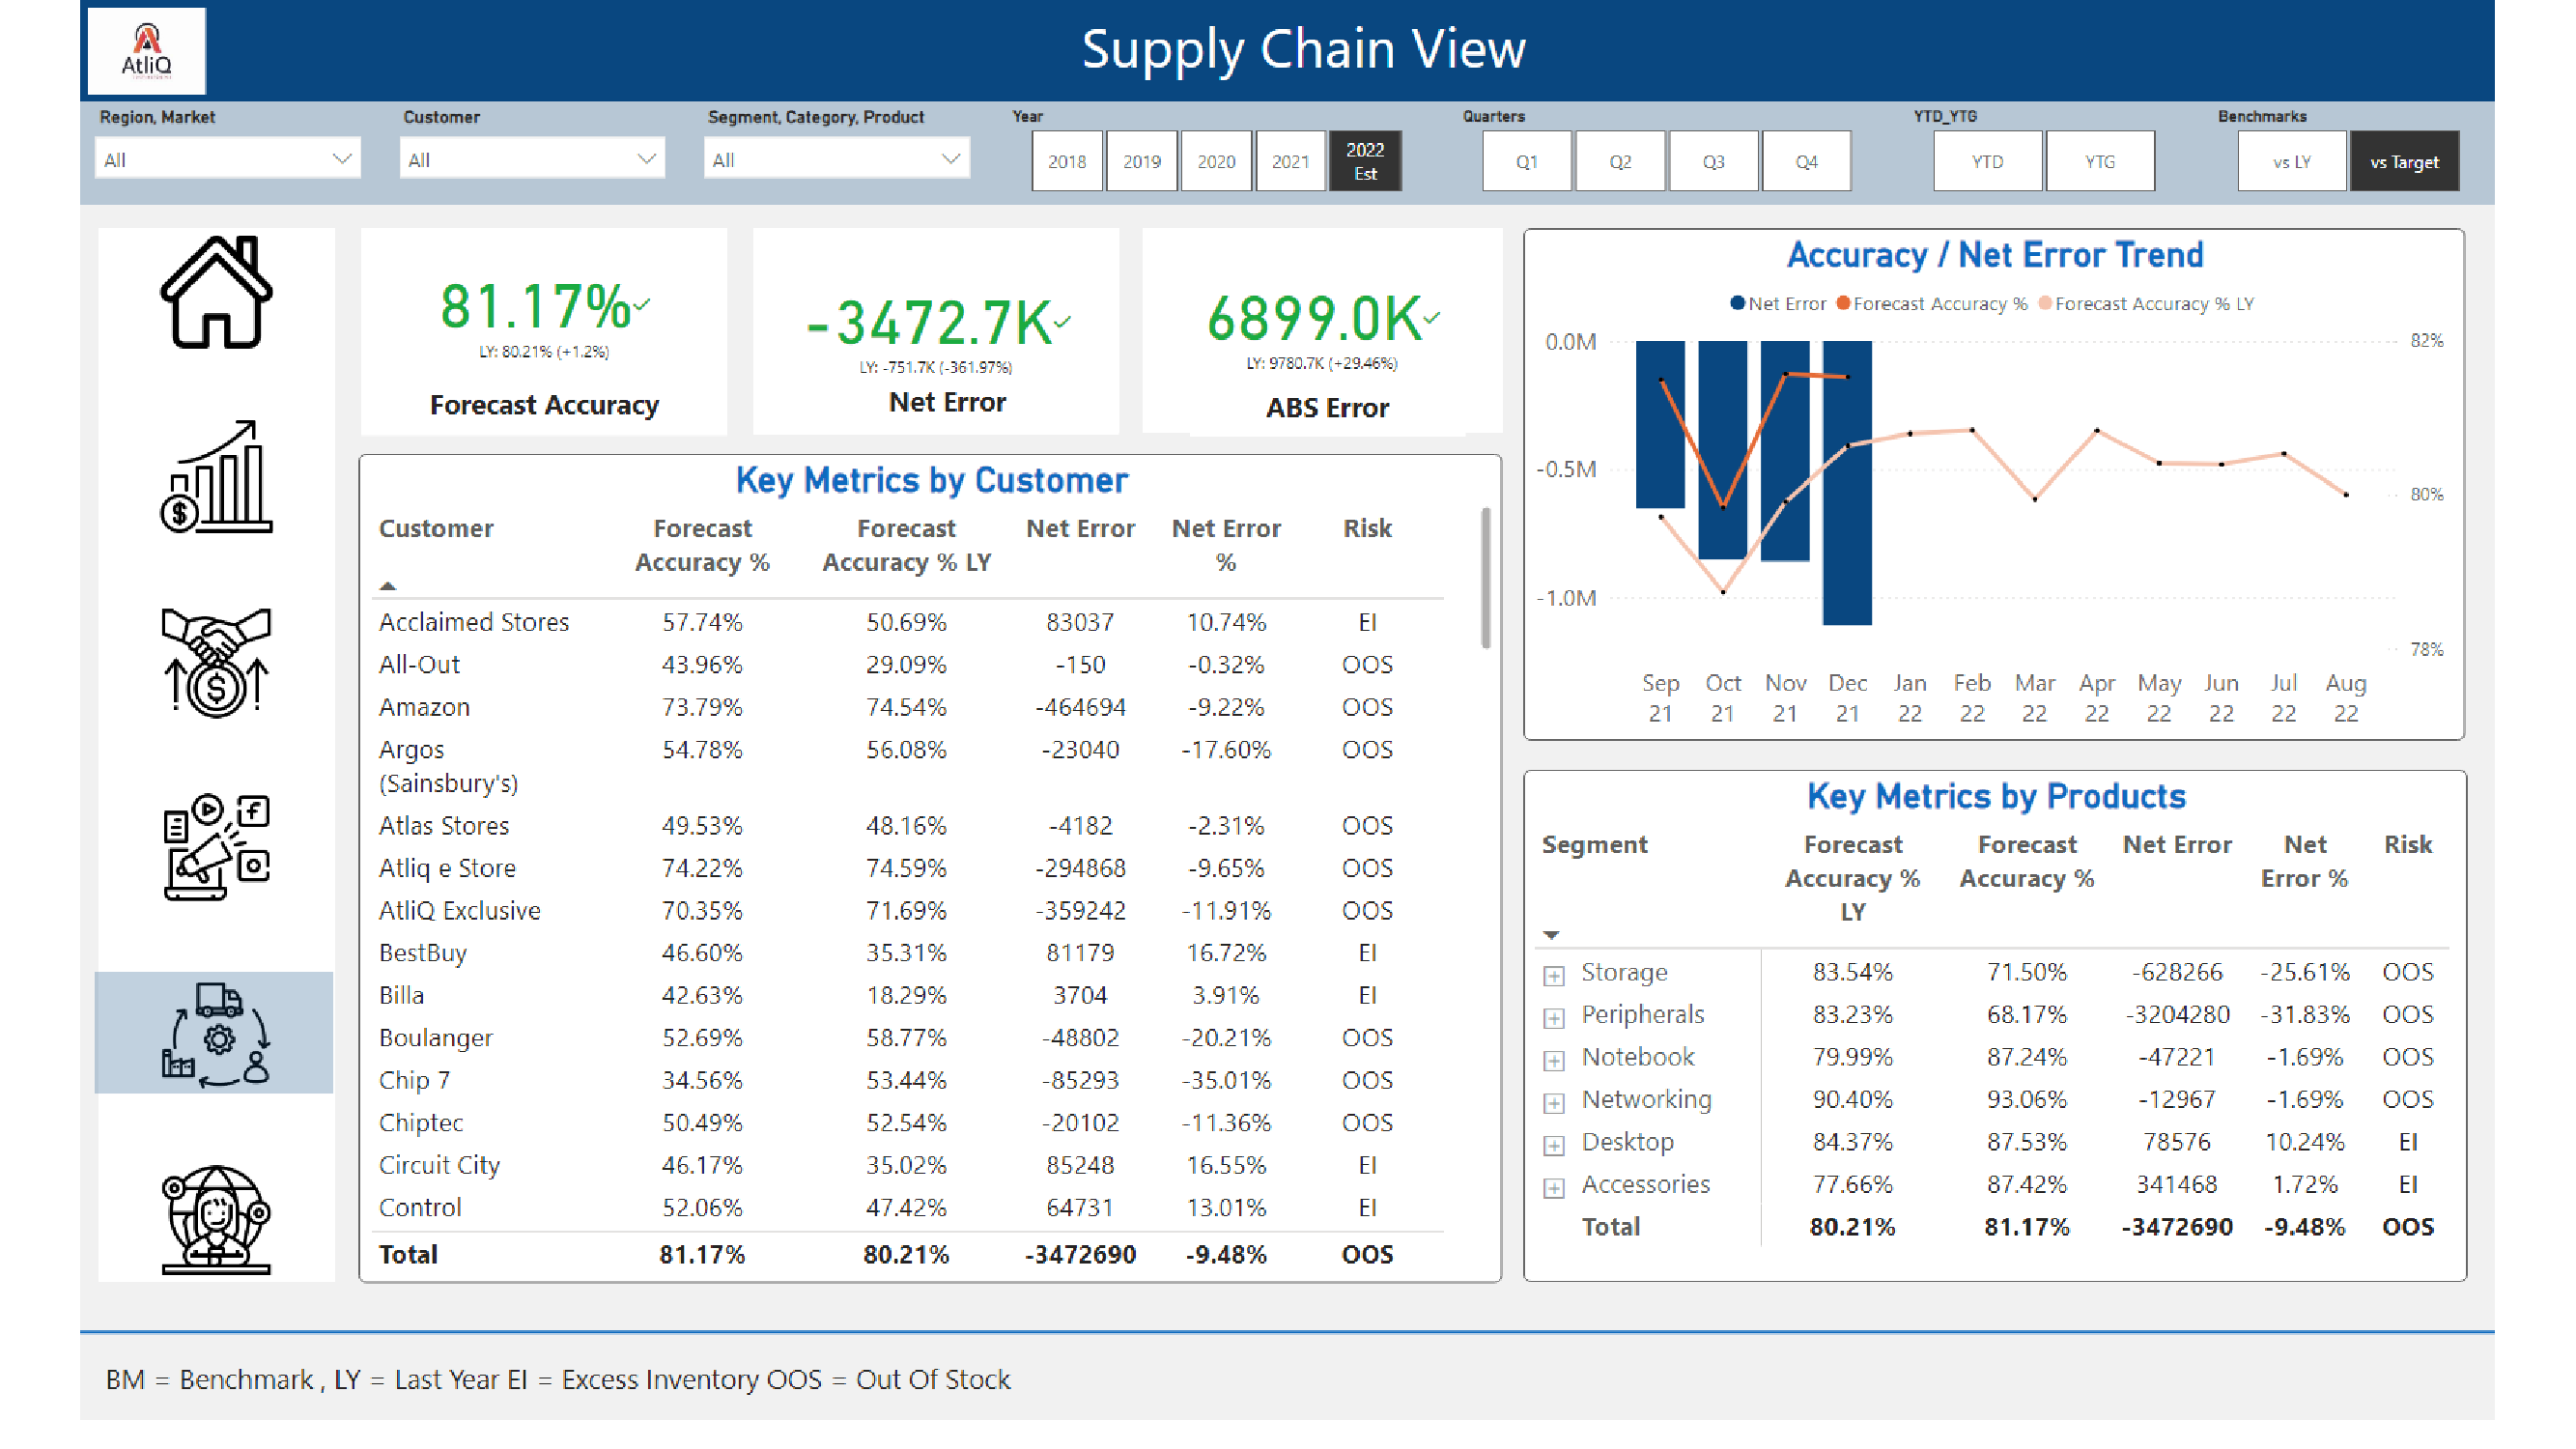 AtliQ
Supply Chain View
Region, Market
Customer
Segment, Category, Product
Year
Quarters
YTD_YTG
Benchmarks
All
All
All
2018
2019
2020
2021
2022
Est
Q1
Q2
Q3
Q4
YTD
YTG
vs LY
vs Target
81.17%
LY: 80.21% (+1.2%)
Forecast Accuracy
-3472.7K
LY: -751.7K (-361.97%)
Net Error
6899.0K
LY: 9780.7K (+29.46%)
ABS Error
Key Metrics by Customer
Customer Forecast Forecast Net Error Net Error Risk
Accuracy % Accuracy % LY %
Acclaimed Stores 57.74% 50.69% 83037 10.74% EI
All-Out 43.96% 29.09% -150 -0.32% OOS
Amazon 73.79% 74.54% -464694 -9.22% OOS
Argos 54.78% 56.08% -23040 -17.60% OOS
(Sainsbury's)
Atlas Stores 49.53% 48.16% -4182 -2.31% OOS
Atliq e Store 74.22% 74.59% -294868 -9.65% OOS
AtliQ Exclusive 70.35% 71.69% -359242 -11.91% OOS
BestBuy 46.60% 35.31% 81179 16.72% EI
Billa 42.63% 18.29% 3704 3.91% EI
Boulanger 52.69% 58.77% -48802 -20.21% OOS
Chip 7 34.56% 53.44% -85293 -35.01% OOS
Chiptec 50.49% 52.54% -20102 -11.36% OOS
Circuit City 46.17% 35.02% 85248 16.55% EI
Control 52.06% 47.42% 64731 13.01% EI
Total 81.17% 80.21% -3472690 -9.48% OOS
Accuracy / Net Error Trend
Net Error Forecast Accuracy % Forecast Accuracy % LY
0.0M 82%
-0.5M 80%
-1.0M 78%
Sep Oct Nov Dec Jan Feb Mar Apr May Jun Jul Aug
21 21 21 21 22 22 22 22 22 22 22 22
Key Metrics by Products
Segment Forecast Forecast Net Error Net Risk
Accuracy % Accuracy % Error %
LY
Storage 83.54% 71.50% -628266 -25.61% OOS
Peripherals 83.23% 68.17% -3204280 -31.83% OOS
Notebook 79.99% 87.24% -47221 -1.69% OOS
Networking 90.40% 93.06% -12967 -1.69% OOS
Desktop 84.37% 87.53% 78576 10.24% EI
Accessories 77.66% 87.42% 341468 1.72% EI
Total 80.21% 81.17% -3472690 -9.48% OOS
BM = Benchmark , LY = Last Year EI = Excess Inventory OOS = Out Of Stock